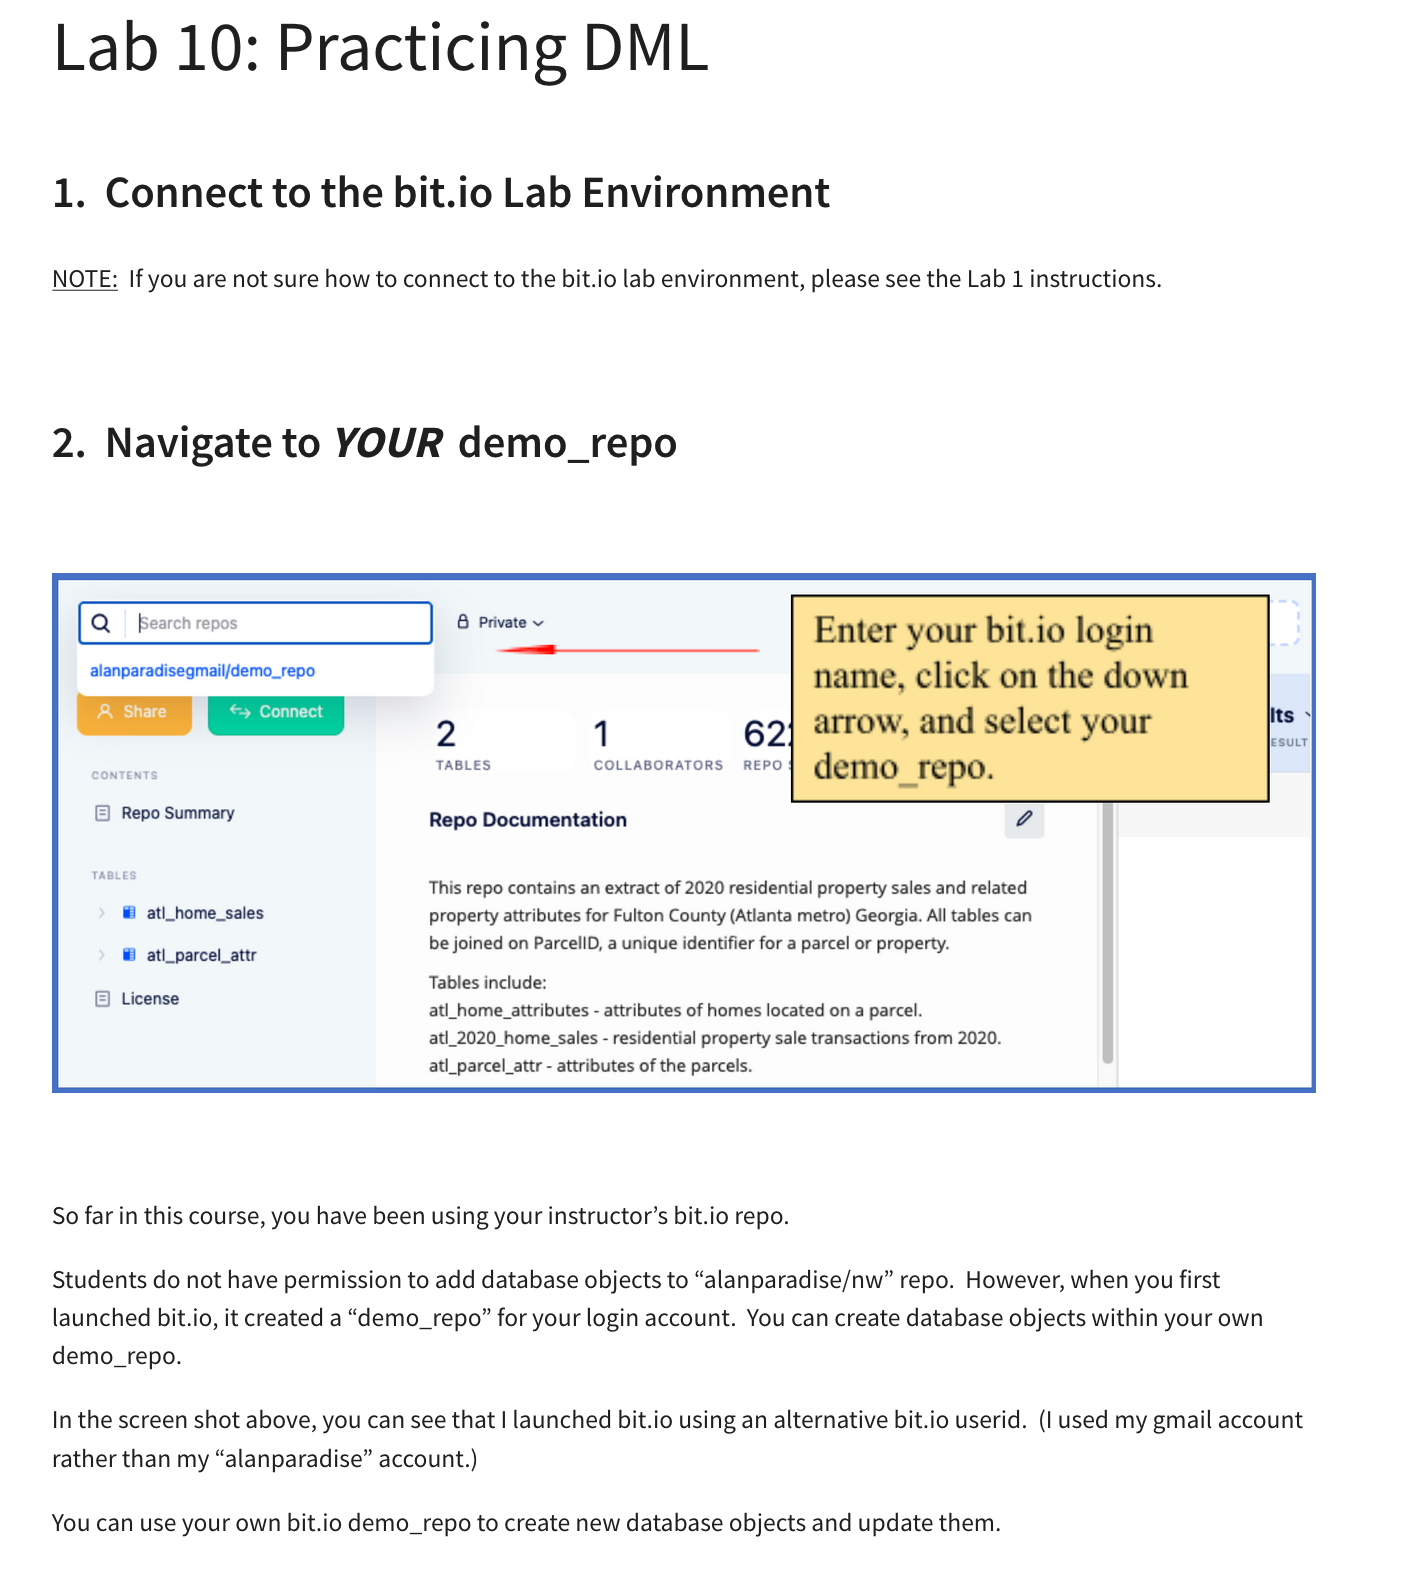 Lab 10: Practicing DML
1. Connect to the bit.io Lab Environment
NOTE: If you are not sure how to connect to the bit.io lab environment, please see the Lab 1 instructions.
2. Navigate to YOUR demo_repo
Search repos
Private
alanparadisegmail/demo_repo
Share
Connect
Enter your bit.io login
name, click on the down
arrow, and select your
demo_repo.
2
TABLES
1
COLLABORATORS
62
REPO
lts
ESULT
CONTENTS
Repo Summary
TABLES
atl_home_sales
atl_parcel_attr
License
Repo Documentation
This repo contains an extract of 2020 residential property sales and related
property attributes for Fulton County (Atlanta metro) Georgia. All tables can
be joined on ParcelID, a unique identifier for a parcel or property.
Tables include:
atl_home_attributes - attributes of homes located on a parcel.
atl_2020_home_sales - residential property sale transactions from 2020.
atl_parcel_attr - attributes of the parcels.
So far in this course, you have been using your instructor’s bit.io repo.
Students do not have permission to add database objects to “alanparadise/nw” repo. However, when you first
launched bit.io, it created a “demo_repo” for your login account. You can create database objects within your own
demo_repo.
In the screen shot above, you can see that I launched bit.io using an alternative bit.io userid. (I used my gmail account
rather than my “alanparadise” account.)
You can use your own bit.io demo_repo to create new database objects and update them.